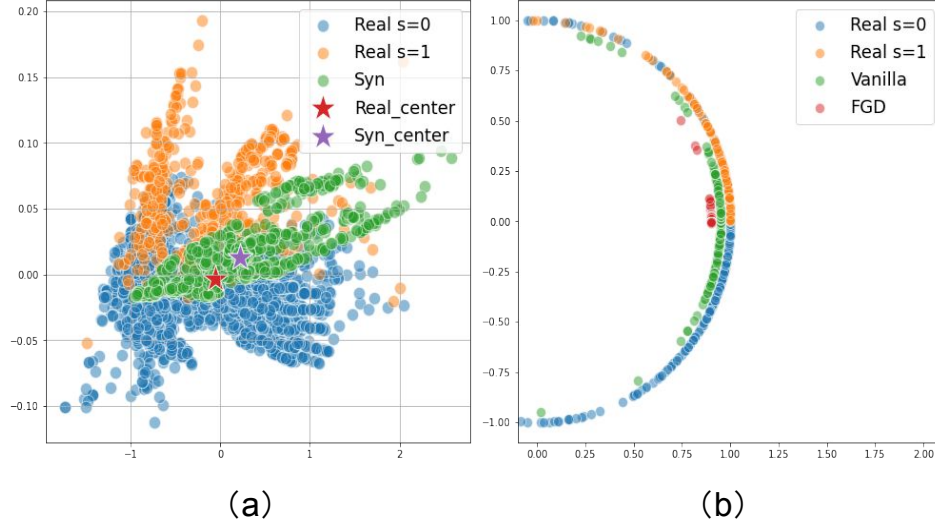 0.20
0.15
0.10
0.05
0.00
−0.05
−0.10
−1
0
1
2
Real s=0
Real s=1
Syn
Real_center
Syn_center
(a)
1.00
0.75
0.50
0.25
0.00
−0.25
−0.50
−0.75
−1.00
0.00
0.25
0.50
0.75
1.00
1.25
1.50
1.75
2.00
Real s=0
Real s=1
Vanilla
FGD
(b)